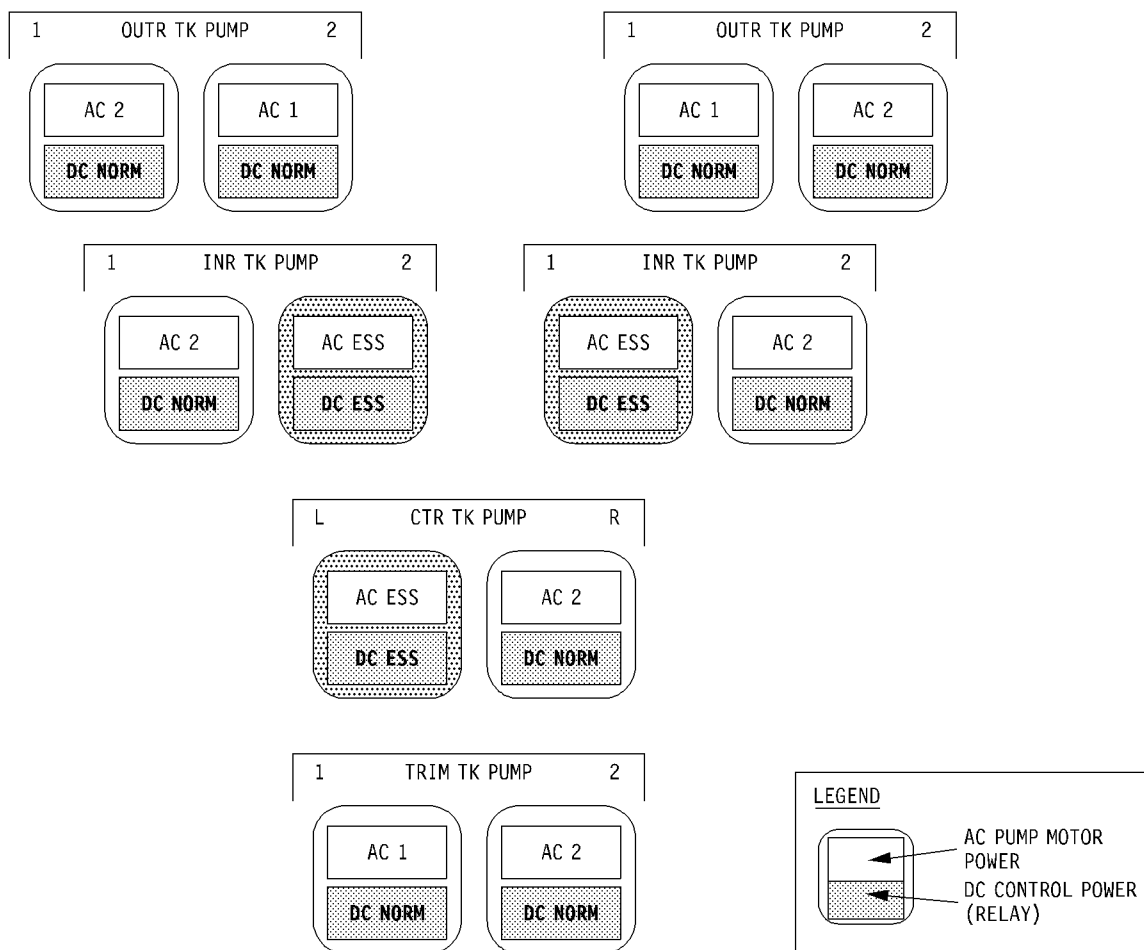 1 OUTR TK PUMP 2
1 OUTR TK PUMP 2
AC 2
AC 1
AC 1
AC 2
DC NORM
DC NORM
DC NORM
DC NORM
1 INR TK PUMP 2
1 INR TK PUMP 2
AC 2
AC ESS
AC ESS
AC 2
DC NORM
DC ESS
DC ESS
DC NORM
L CTR TK PUMP R
AC ESS
AC 2
DC ESS
DC NORM
1 TRIM TK PUMP 2
AC 1
AC 2
DC NORM
DC NORM
LEGEND
AC PUMP MOTOR
POWER
DC CONTROL POWER
(RELAY)